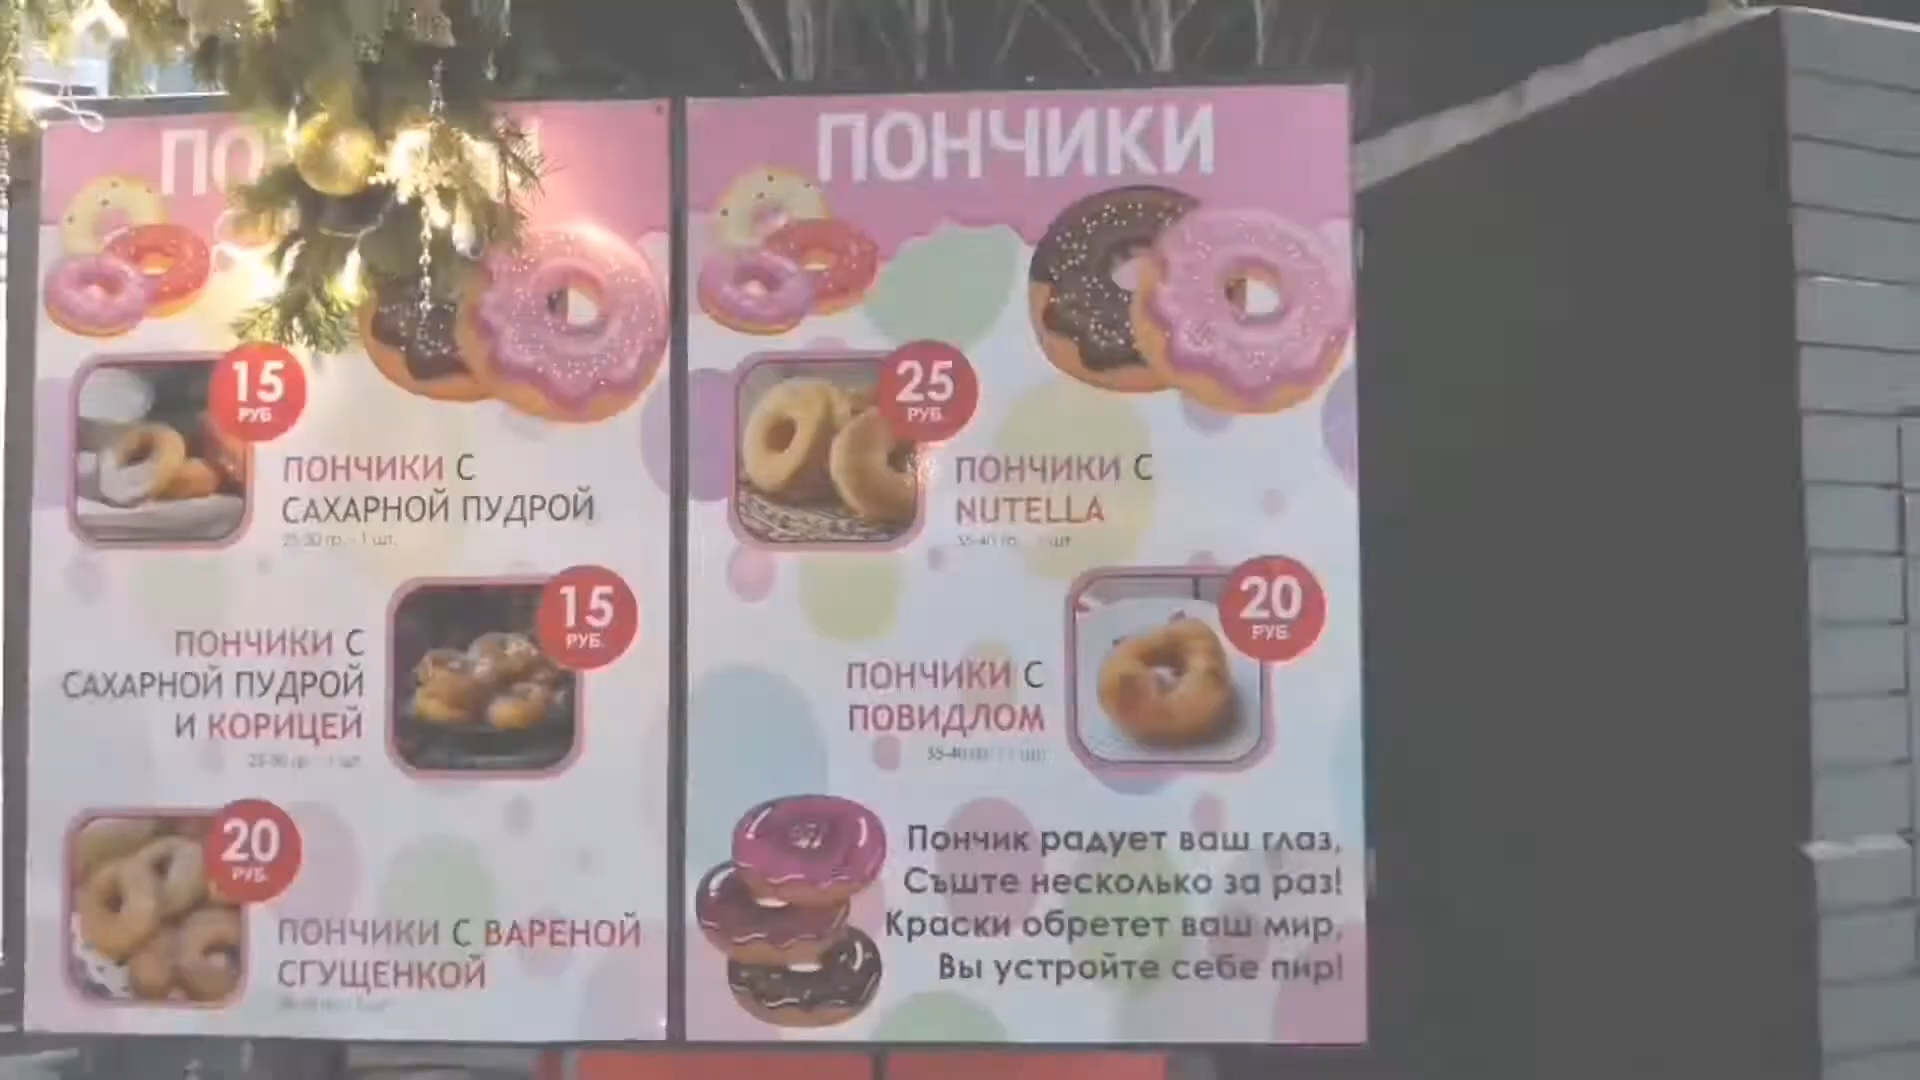 ПОНЧИКИ
15
РУБ.
ПОНЧИКИ С
САХАРНОЙ ПУДРОЙ
15
РУБ.
ПОНЧИКИ С
САХАРНОЙ ПУДРОЙ
И КОРИЦЕЙ
20
РУБ.
ПОНЧИКИ С ВАРЕНОЙ
СГУЩЕНКОЙ
25
РУБ.
ПОНЧИКИ С
NUTELLA
20
РУБ.
ПОНЧИКИ С
ПОВИДЛОМ
Пончик радует ваш глаз,
Съште несколько за раз!
Краски обретет ваш мир,
Вы устройте себе пир!